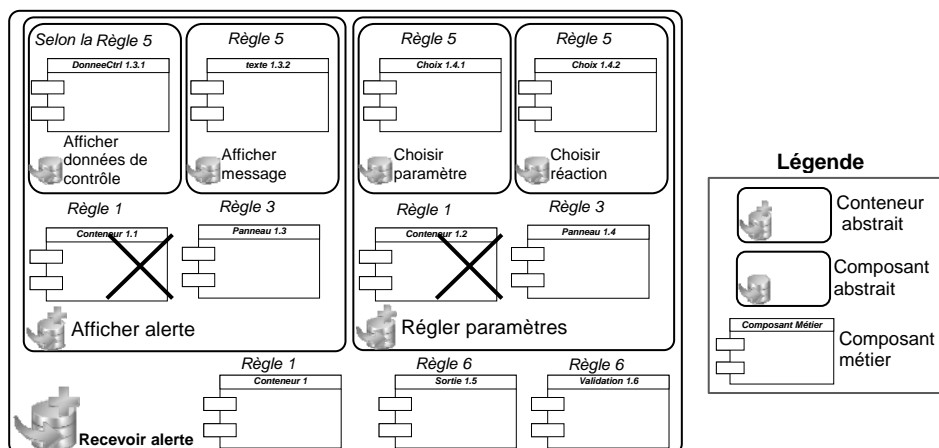 Selon la Règle 5
Règle 5
Règle 5
Règle 5
DonneeCtrl 1.3.1
texte 1.3.2
Choix 1.4.1
Choix 1.4.2
Afficher
données de
contrôle
Afficher
message
Choisir
paramètre
Choisir
réaction
Règle 1
Règle 3
Règle 1
Règle 3
Conteneur 1.1
Panneau 1.3
Conteneur 1.2
Panneau 1.4
Afficher alerte
Régler paramètres
Règle 1
Règle 6
Règle 6
Conteneur 1
Sortie 1.5
Validation 1.6
Recevoir alerte
Légende
Conteneur
abstrait
Composant
abstrait
Composant Métier
Composant
métier